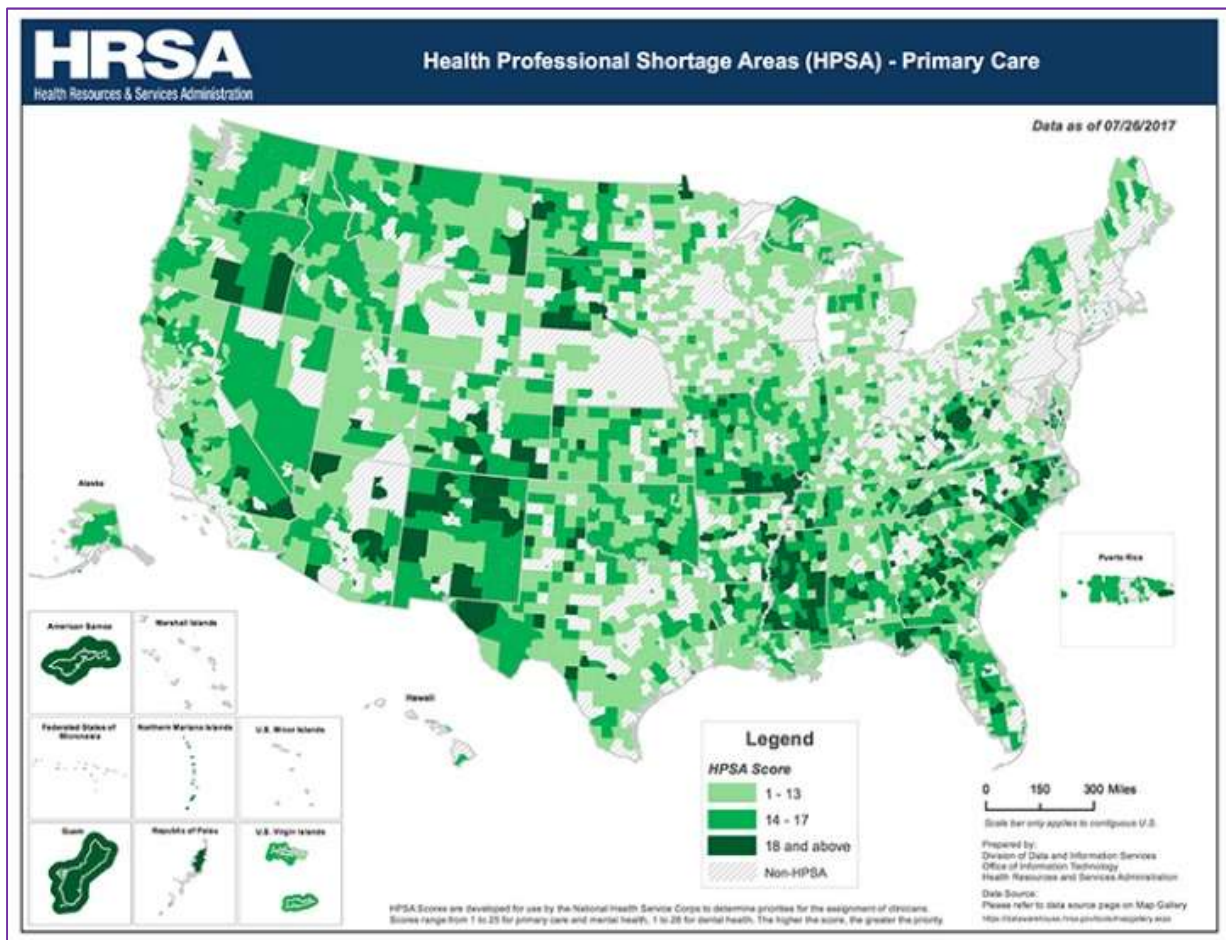 HRSA
Health Resources & Services Administration
Health Professional Shortage Areas (HPSA) - Primary Care
Data as of 07/26/2017
Alaska
Puerto Rico
American Samoa
Marshall Islands
Hawaii
Federated States of
Micronesia
Northern Mariana Islands
U.S. Minor Islands
Guam
Republic of Palau
U.S. Virgin Islands
Legend
HPSA Score
1 - 13
14 - 17
18 and above
Non-HPSA
0 150 300 Miles
Scale bar only applies to contiguous U.S.
Prepared by:
Division of Data and Information Services
Office of Information Technology
Health Resources and Services Administration
Data Source:
Please refer to data source page on Map Gallery
HPSA Scores are developed for use by the National Health Service Corps to determine priorities for the assignment of clinicians.
Scores range from 1 to 25 for primary care and mental health, 1 to 26 for dental health. The higher the score, the greater the priority.